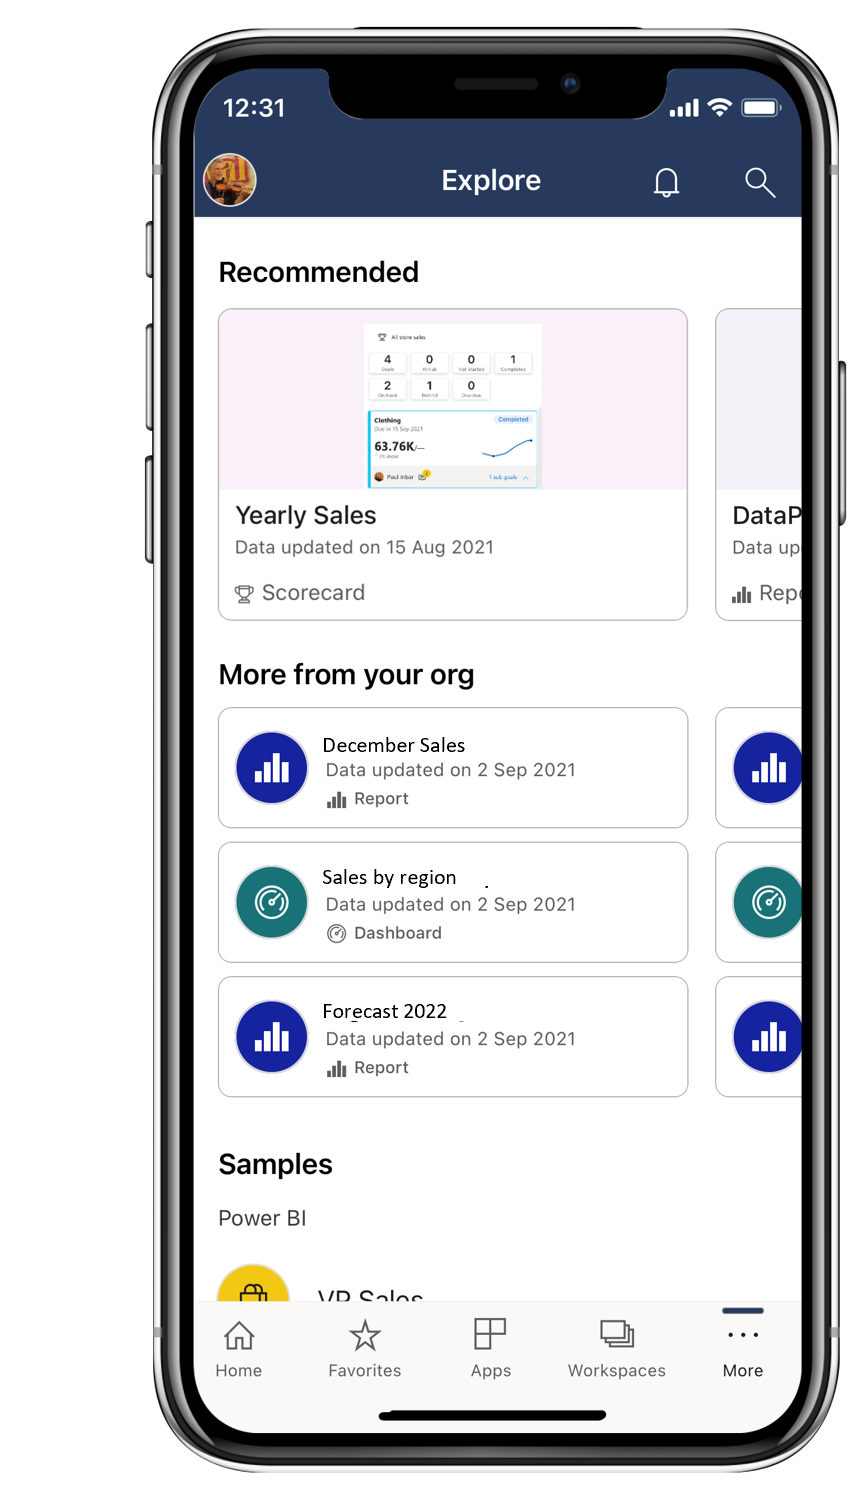 12:31
Explore
Recommended
All store sales
4 0 0 1
Goals At risk Not started Completed
2 1 0
On track Behind Overdue
Clothing Completed
Due in 15 Sep 2021
63.76K/—
Paul Inbar 2 1 sub goals
Yearly Sales
Data updated on 15 Aug 2021
Scorecard
DataP
Data up
Repo
More from your org
December Sales
Data updated on 2 Sep 2021
Report
Sales by region
Data updated on 2 Sep 2021
Dashboard
Forecast 2022
Data updated on 2 Sep 2021
Report
Samples
Power BI
VP Sales
Home Favorites Apps Workspaces More